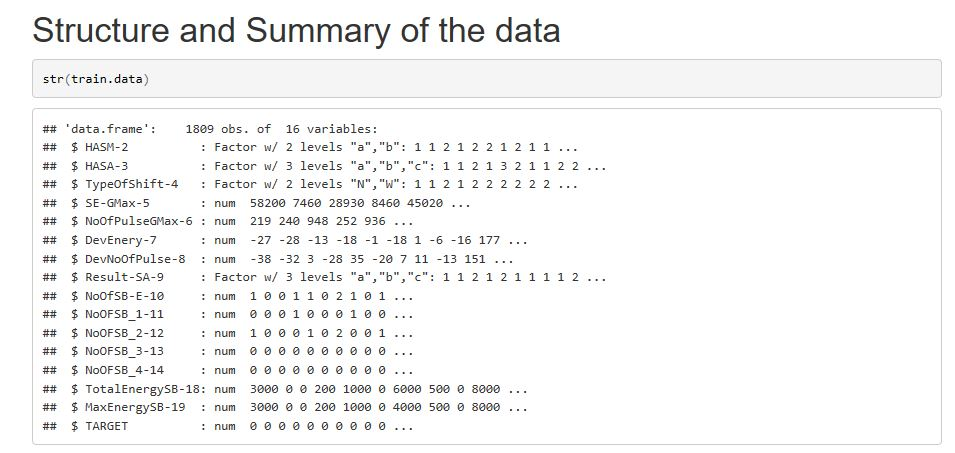 Structure and Summary of the data
str(train.data)
## 'data.frame':    1809 obs. of  16 variables:
##  $ HASM-2          : Factor w/ 2 levels "a","b": 1 1 2 1 2 2 1 2 1 1 ...
##  $ HASA-3          : Factor w/ 3 levels "a","b","c": 1 1 2 1 3 2 1 1 2 2 ...
##  $ TypeOfShift-4   : Factor w/ 2 levels "N","W": 1 1 2 1 2 2 2 2 2 2 ...
##  $ SE-GMax-5       : num  58200 7460 28930 8460 45020 ...
##  $ NoOfPulseGMax-6 : num  219 240 948 252 936 ...
##  $ DevEnery-7      : num  -27 -28 -13 -18 -1 -18 1 -6 -16 177 ...
##  $ DevNoOfPulse-8  : num  -38 -32 3 -28 35 -20 7 11 -13 151 ...
##  $ Result-SA-9     : Factor w/ 3 levels "a","b","c": 1 1 2 1 2 1 1 1 1 2 ...
##  $ NoOfSB-E-10     : num  1 0 0 1 1 0 2 1 0 1 ...
##  $ NoOFSB_1-11     : num  0 0 0 1 0 0 0 1 0 0 ...
##  $ NoOFSB_2-12     : num  1 0 0 0 1 0 2 0 0 1 ...
##  $ NoOFSB_3-13     : num  0 0 0 0 0 0 0 0 0 0 ...
##  $ NoOFSB_4-14     : num  0 0 0 0 0 0 0 0 0 0 ...
##  $ TotalEnergySB-18: num  3000 0 0 200 1000 0 6000 500 0 8000 ...
##  $ MaxEnergySB-19  : num  3000 0 0 200 1000 0 4000 500 0 8000 ...
##  $ TARGET          : num  0 0 0 0 0 0 0 0 0 0 ...